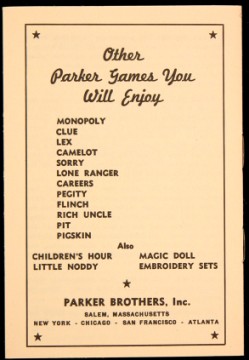 Other
Parker Games You
Will Enjoy
MONOPOLY
CLUE
LEX
CAMELOT
SORRY
LONE RANGER
CAREERS
PEGITY
FLINCH
RICH UNCLE
PIT
PIGSKIN
Also
CHILDREN'S HOUR MAGIC DOLL
LITTLE NODDY EMBROIDERY SETS
PARKER BROTHERS, Inc.
SALEM, MASSACHUSETTS
NEW YORK - CHICAGO - SAN FRANCISCO - ATLANTA